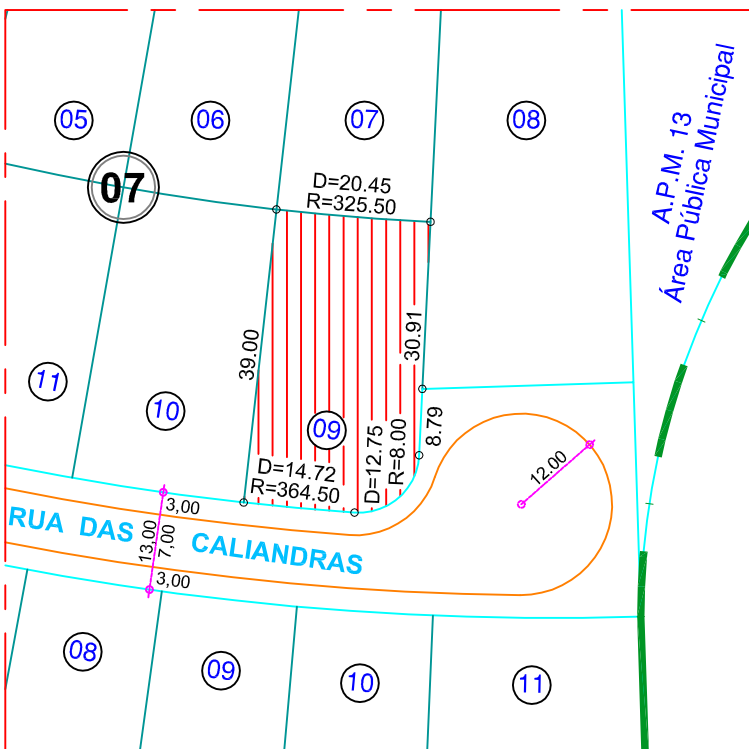 05
06
07
08
A.P.M. 13
Área Pública Municipal
07
D=20.45
R=325.50
39.00
30.91
11
10
09
8.79
D=14.72
R=364.50
D=12.75
R=8.00
12.00
3,00
RUA DAS CALIANDRAS
13,00
7,00
3,00
08
09
10
11